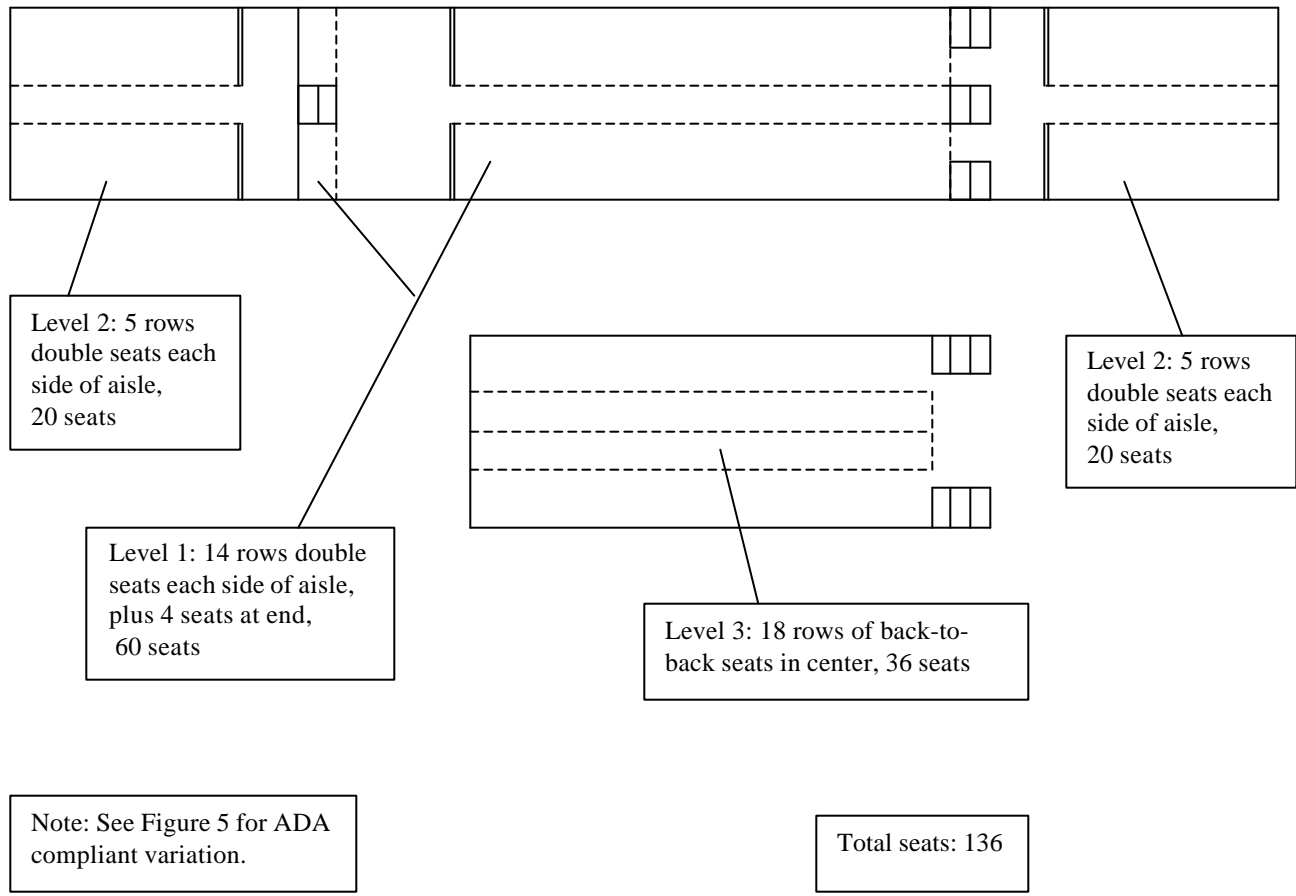 Level 2: 5 rows
double seats each
side of aisle,
20 seats
Level 2: 5 rows
double seats each
side of aisle,
20 seats
Level 1: 14 rows double
seats each side of aisle,
plus 4 seats at end,
60 seats
Level 3: 18 rows of back-to-
back seats in center, 36 seats
Note: See Figure 5 for ADA
compliant variation.
Total seats: 136